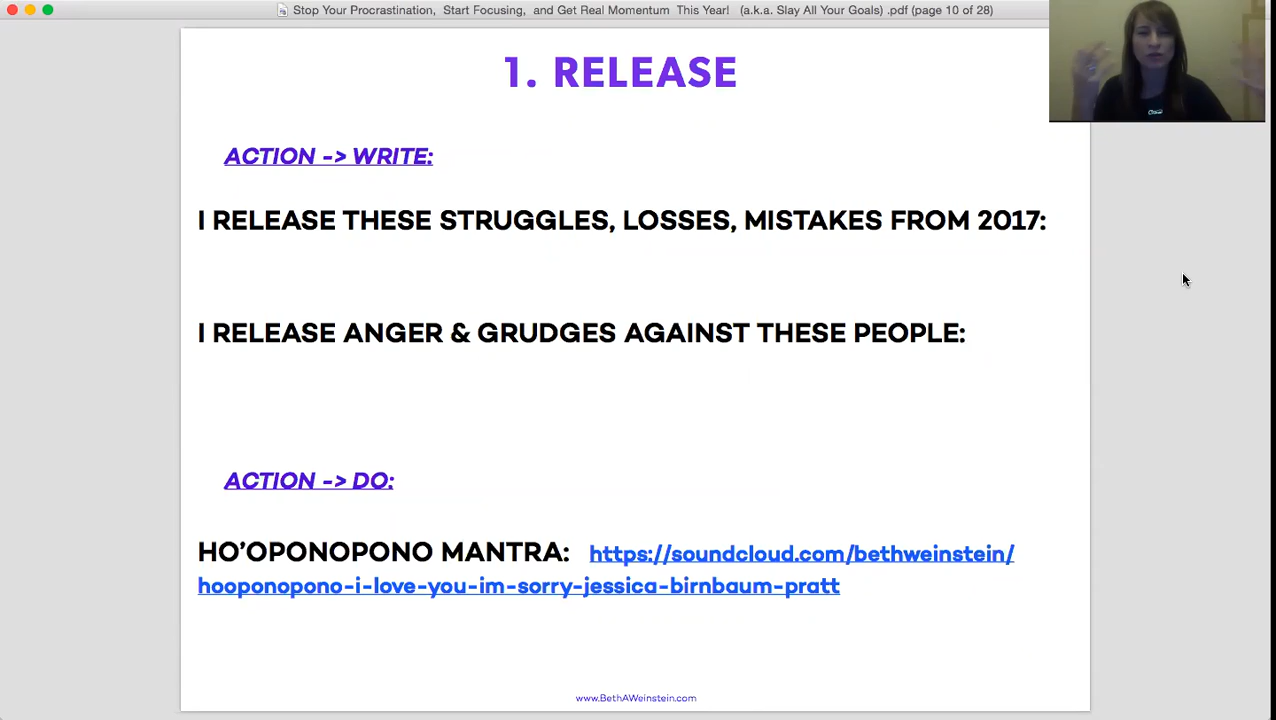 Stop Your Procrastination, Start Focusing, and Get Real Momentum This Year! (a.k.a. Slay All Your Goals) .pdf (page 10 of 28)
1. RELEASE
ACTION -> WRITE:
I RELEASE THESE STRUGGLES, LOSSES, MISTAKES FROM 2017:
I RELEASE ANGER & GRUDGES AGAINST THESE PEOPLE:
ACTION -> DO:
HO’OPONOPONO MANTRA: https://soundcloud.com/bethweinstein/
hooponopono-i-love-you-im-sorry-jessica-birnbaum-pratt
www.BethAWeinstein.com